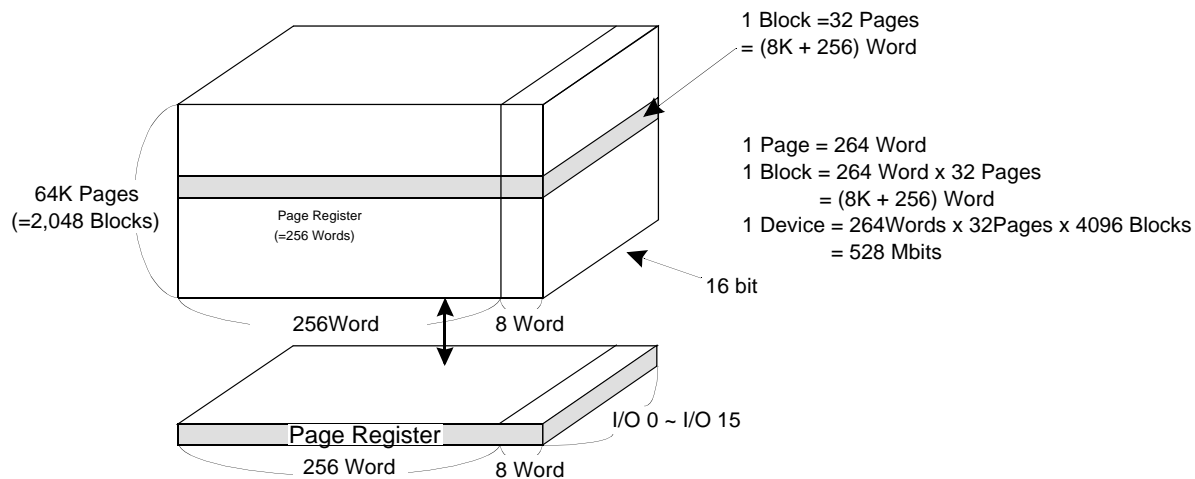 1 Block =32 Pages
= (8K + 256) Word
1 Page = 264 Word
1 Block = 264 Word x 32 Pages
= (8K + 256) Word
1 Device = 264Words x 32Pages x 4096 Blocks
= 528 Mbits
64K Pages
(=2,048 Blocks)
Page Register
(=256 Words)
16 bit
256Word
8 Word
I/O 0 ~ I/O 15
Page Register
256 Word
8 Word